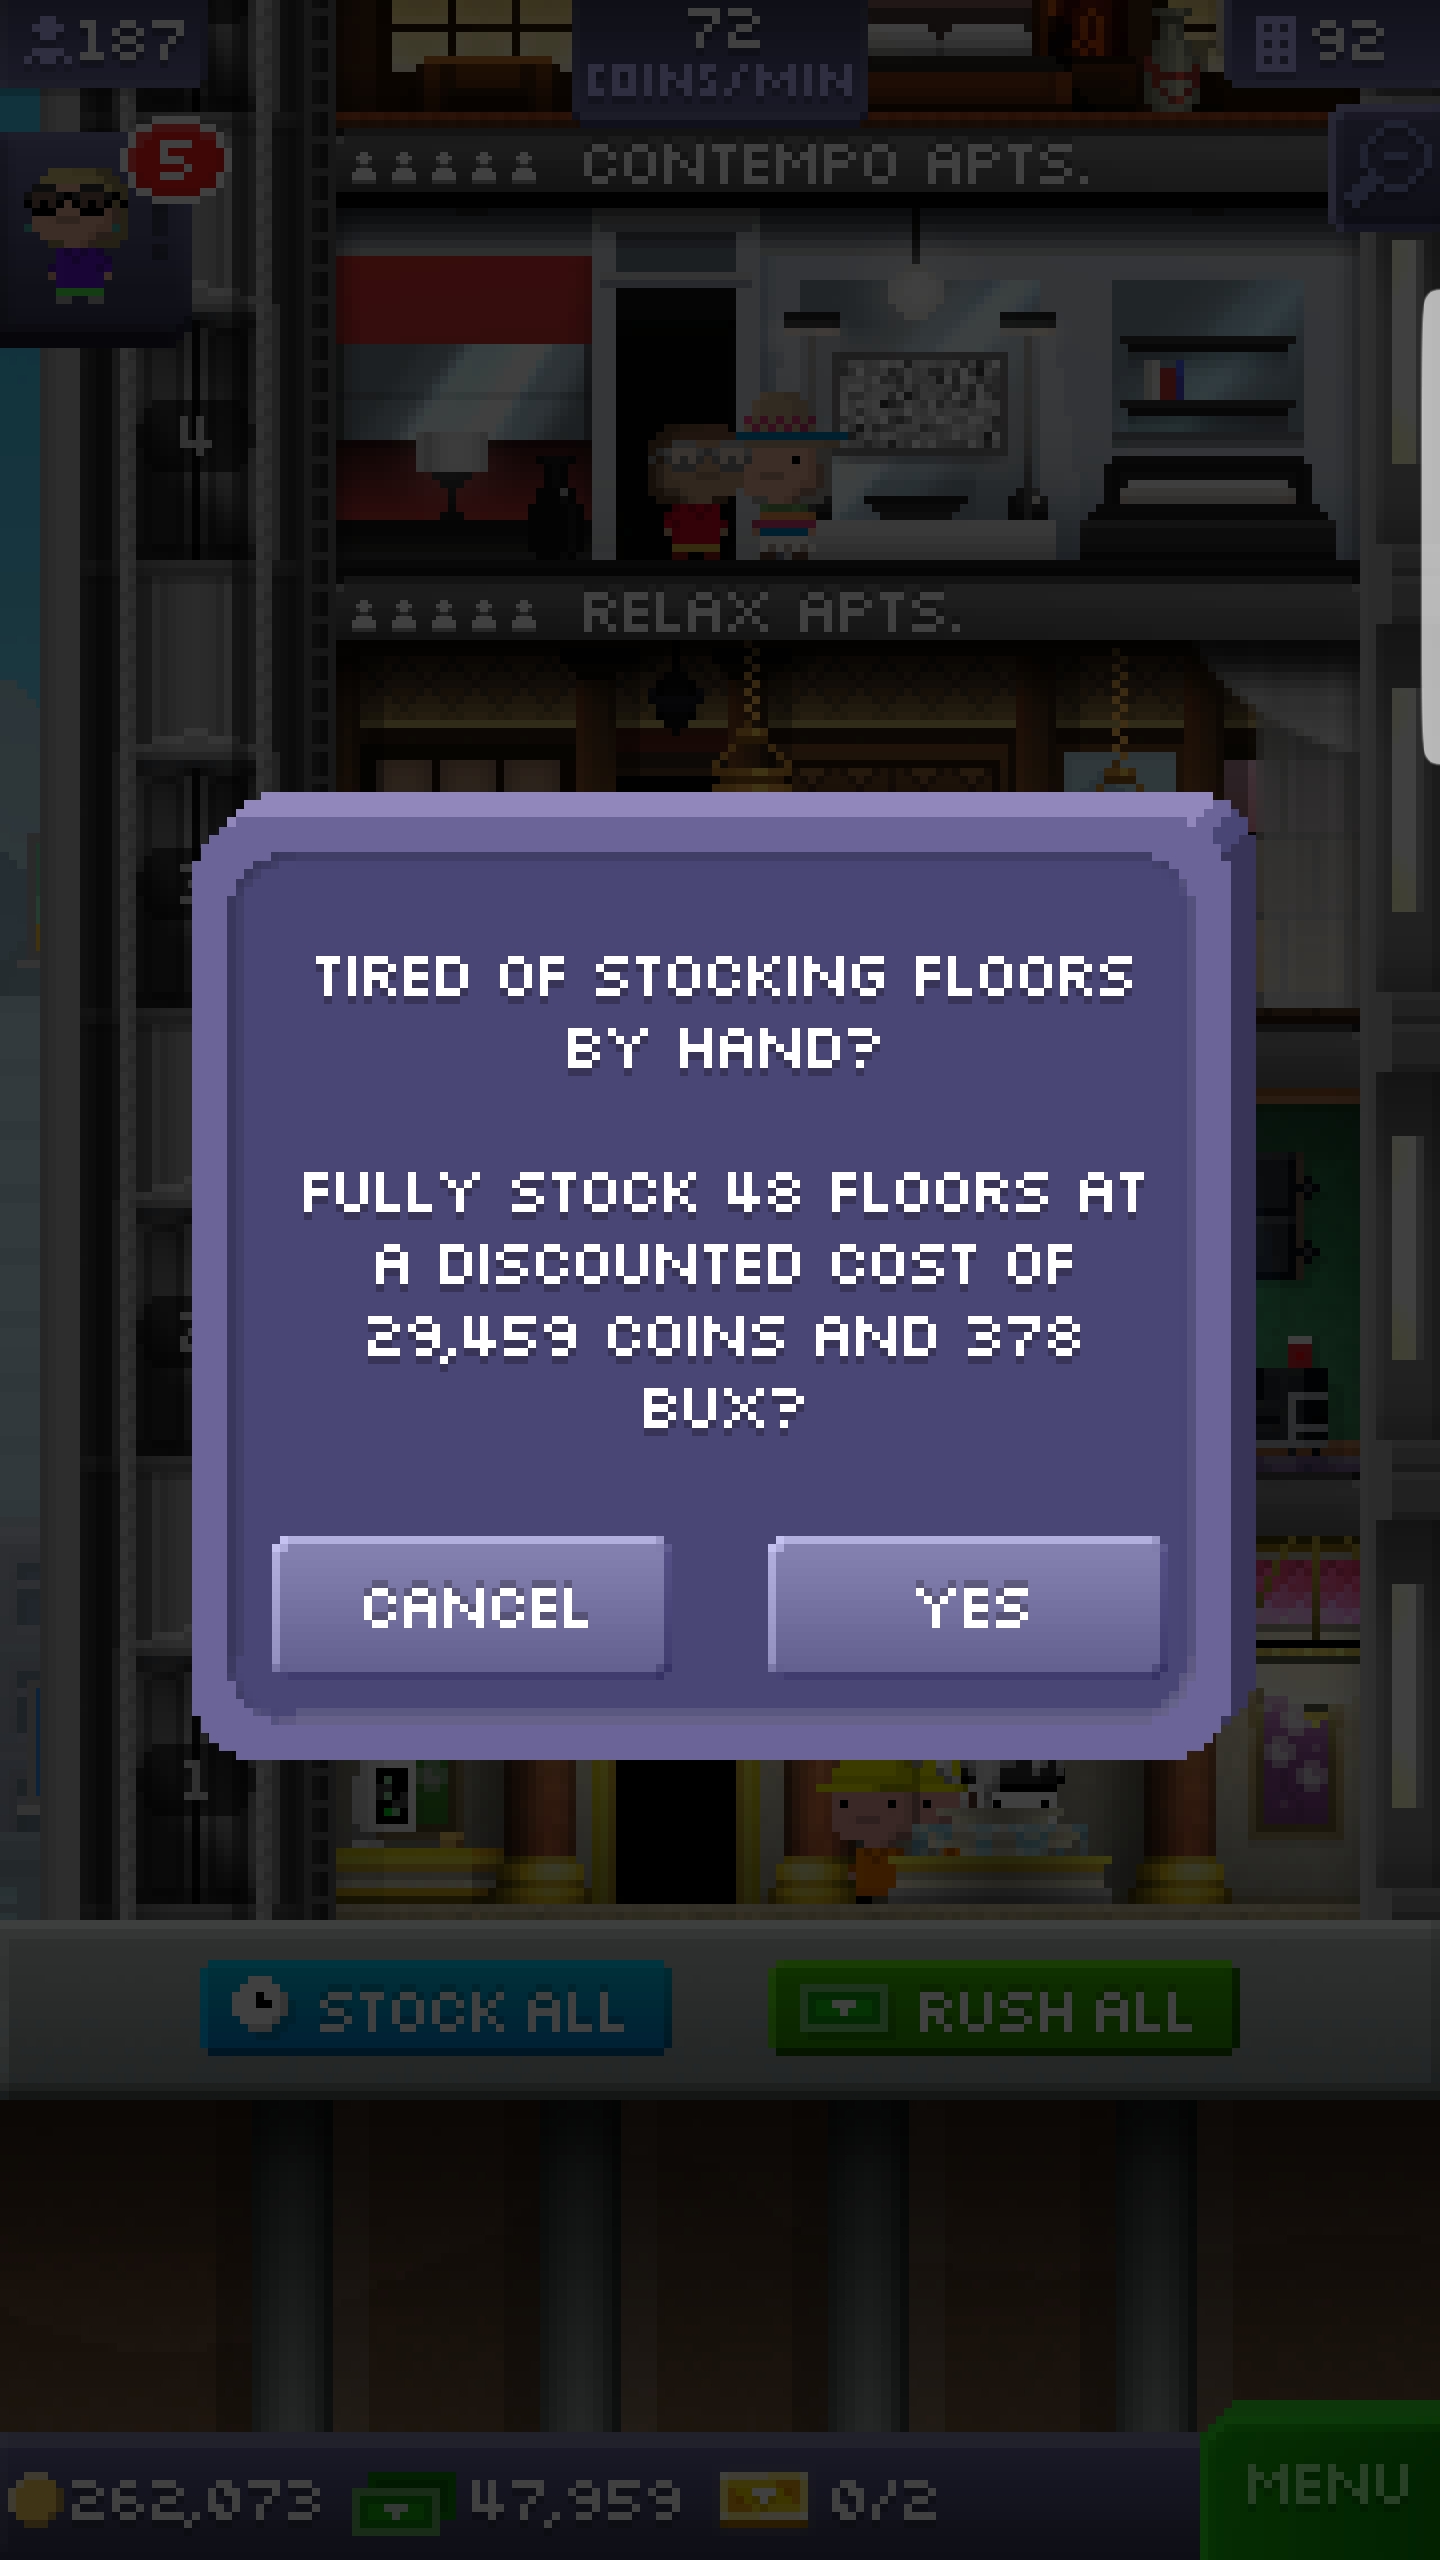 187
72
COINS/MIN
92
5
CONTEMPO APTS.
4
RELAX APTS.
TIRED OF STOCKING FLOORS
BY HAND?
FULLY STOCK 48 FLOORS AT
A DISCOUNTED COST OF
29,459 COINS AND 378
BUX?
CANCEL YES
1
STOCK ALL RUSH ALL
262,073 47,959 0/2 MENU